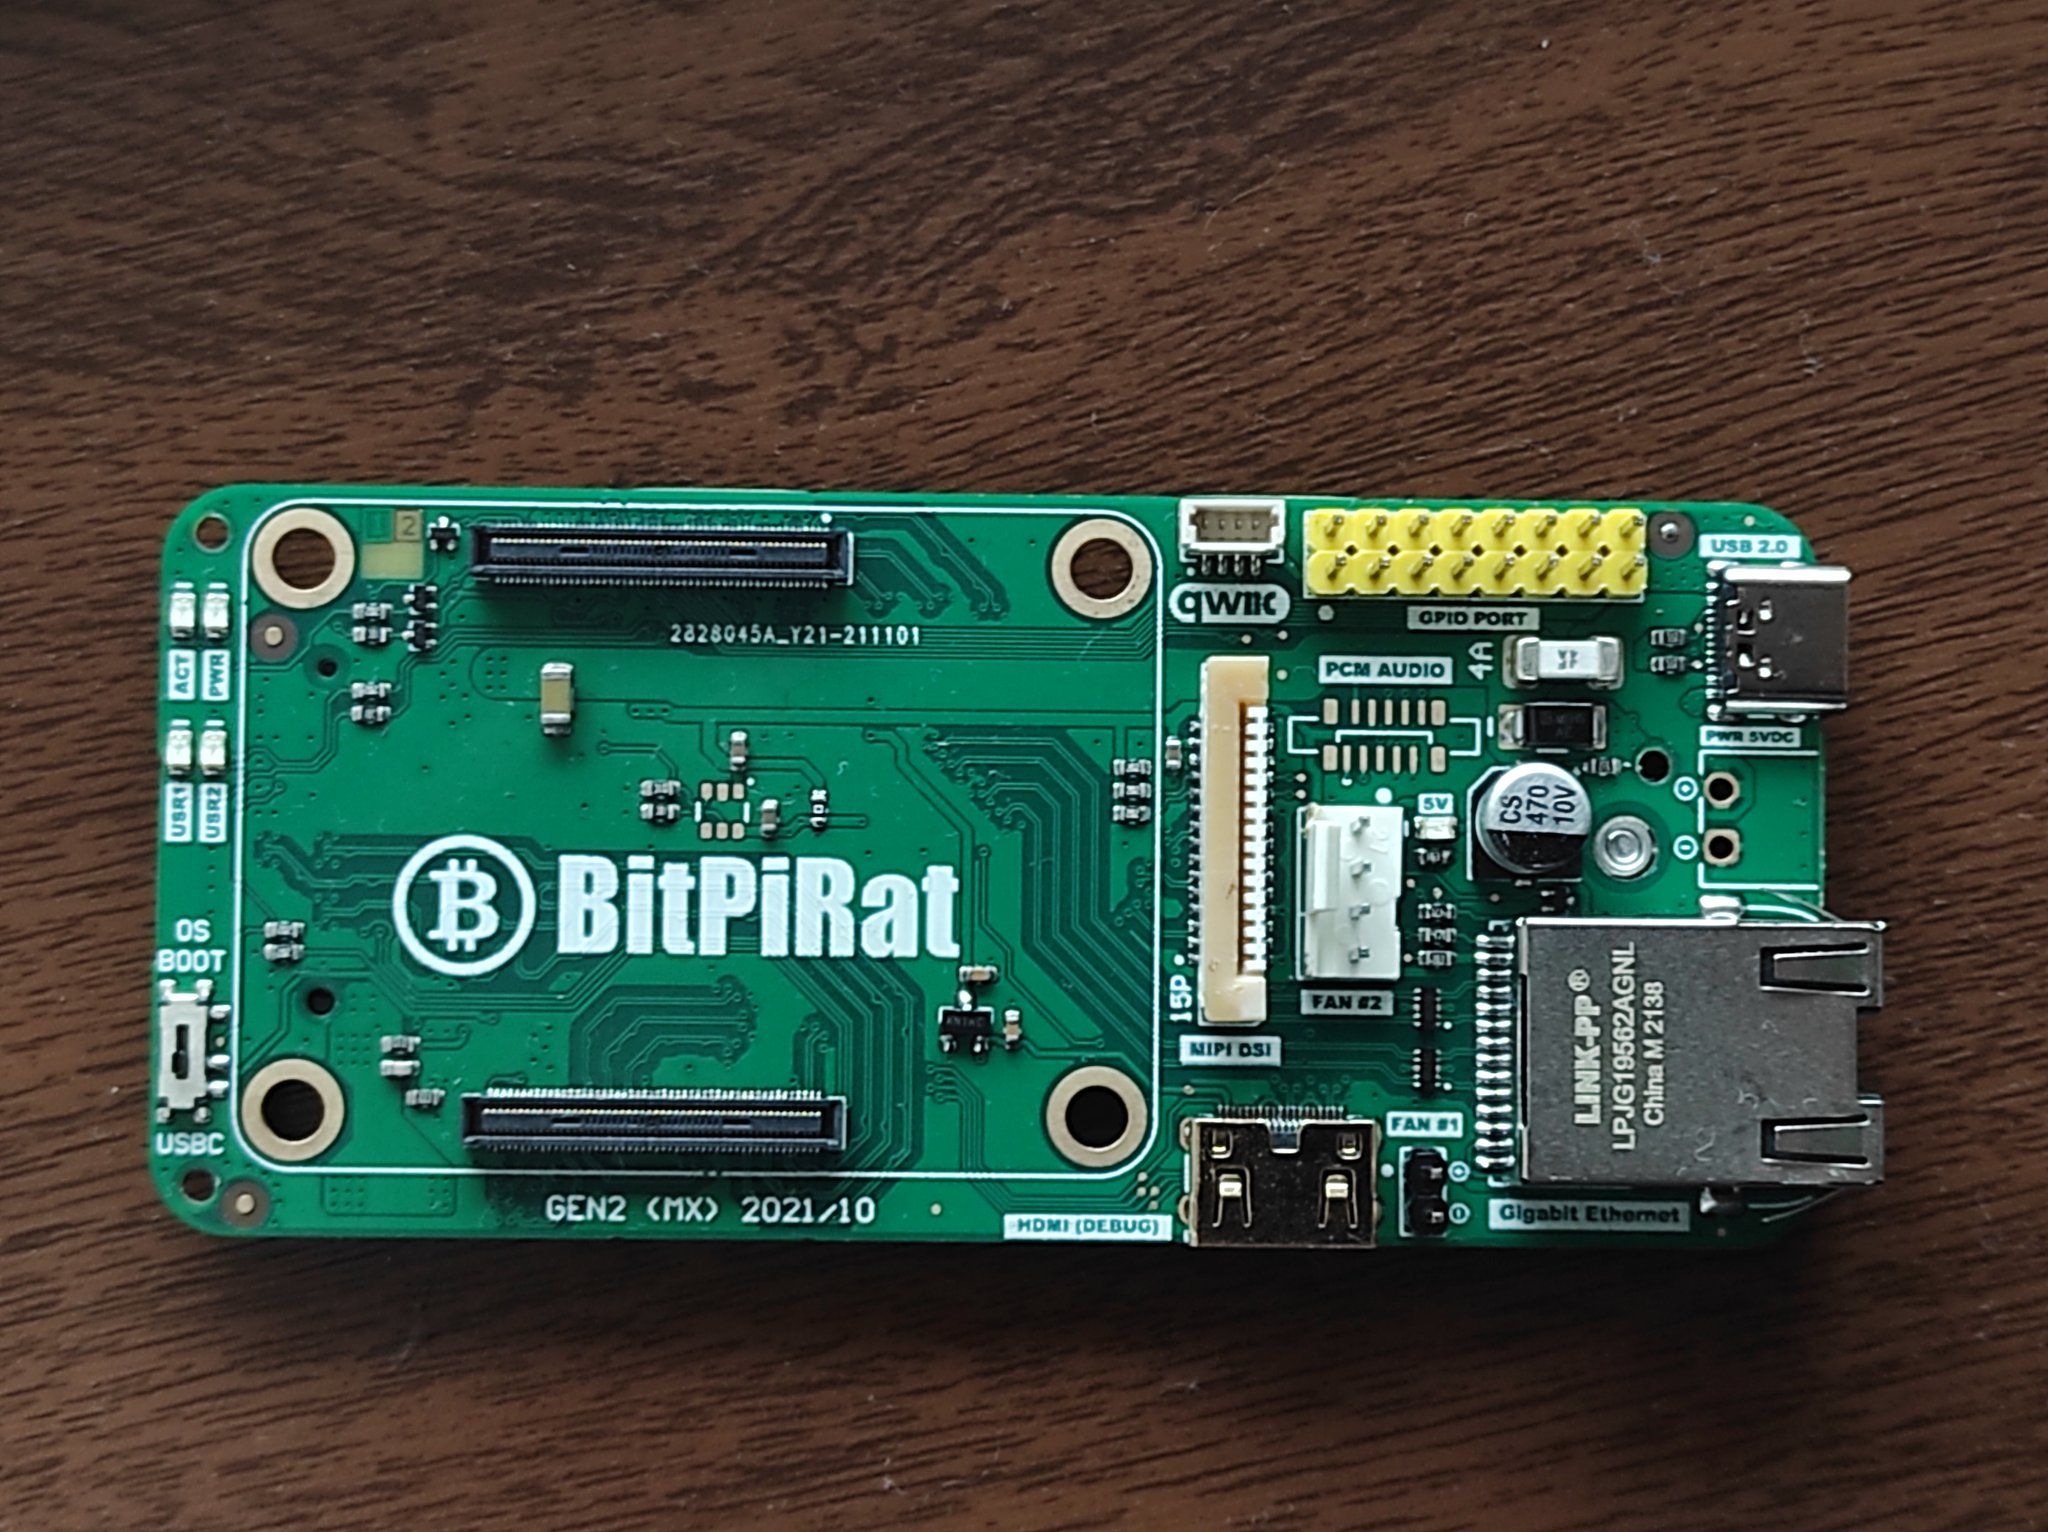 2
2828045A_Y21-211101
ACT
PWR
USR1
USR2
BitPiRat
OS
BOOT
USBC
GEN2 (MX) 2021/10
qwiic
GPIO PORT
USB 2.0
PCM AUDIO
4A
PWR 5VDC
5V
CS
470
10V
15P
FAN #2
MIPI DSI
FAN #1
HDMI (DEBUG)
LINK-PP®
LPJG19562AGNL
China M 2138
Gigabit Ethernet